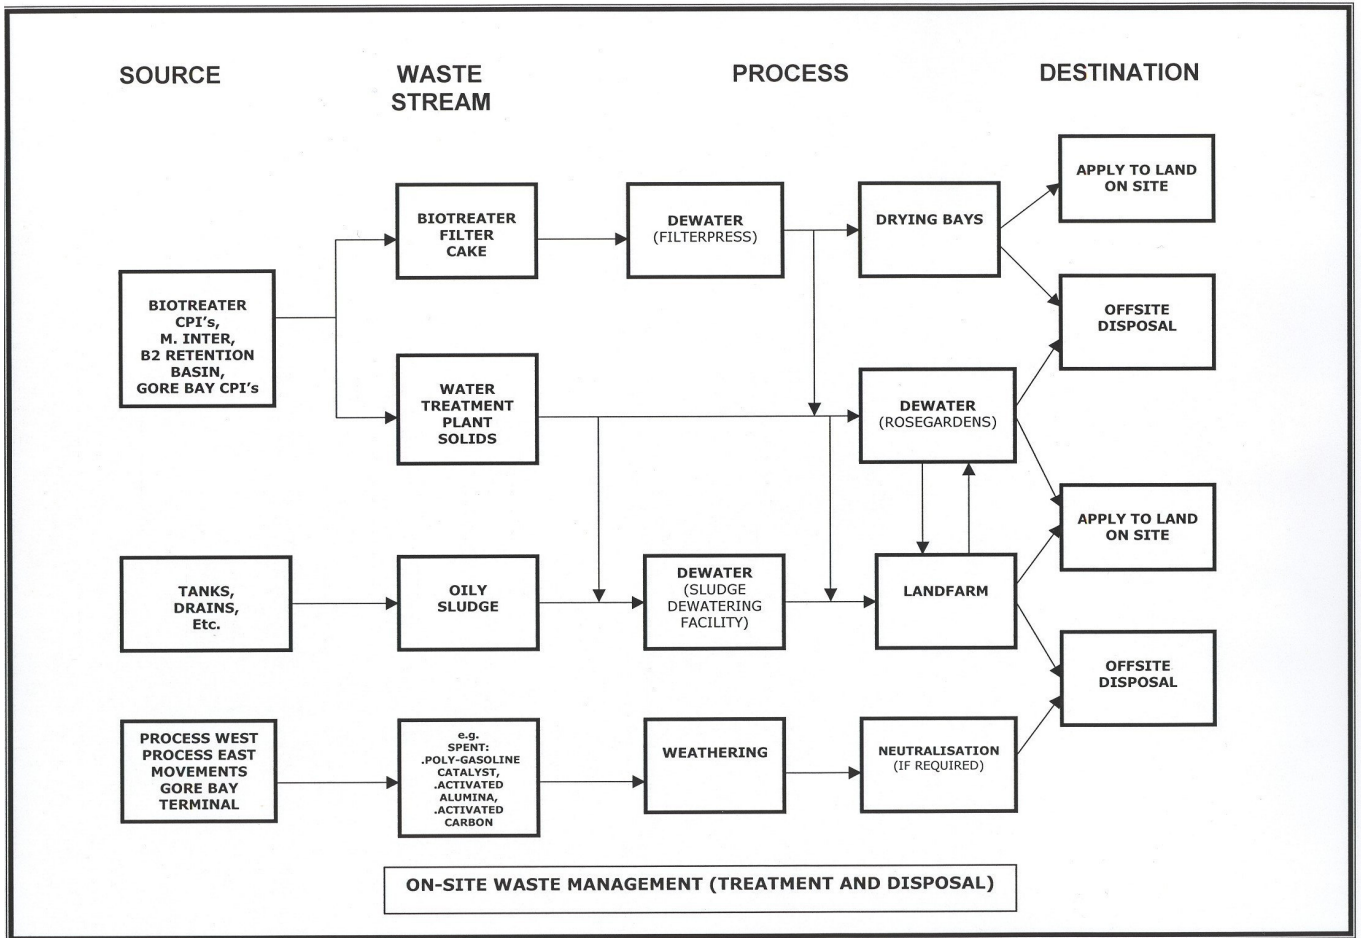 SOURCE
WASTE
STREAM
PROCESS
DESTINATION
APPLY TO LAND
ON SITE
BIOTREATER
FILTER
CAKE
DEWATER
(FILTERPRESS)
DRYING BAYS
OFFSITE
DISPOSAL
BIOTREATER
CPI's,
M. INTER,
B2 RETENTION
BASIN,
GORE BAY CPI's
WATER
TREATMENT
PLANT
SOLIDS
DEWATER
(ROSEGARDENS)
APPLY TO LAND
ON SITE
TANKS,
DRAINS,
Etc.
OILY
SLUDGE
DEWATER
(SLUDGE
DEWATERING
FACILITY)
LANDFARM
OFFSITE
DISPOSAL
PROCESS WEST
PROCESS EAST
MOVEMENTS
GORE BAY
TERMINAL
e.g.
SPENT:
.POLY-GASOLINE
CATALYST,
.ACTIVATED
ALUMINA,
.ACTIVATED
CARBON
WEATHERING
NEUTRALISATION
(IF REQUIRED)
ON-SITE WASTE MANAGEMENT (TREATMENT AND DISPOSAL)